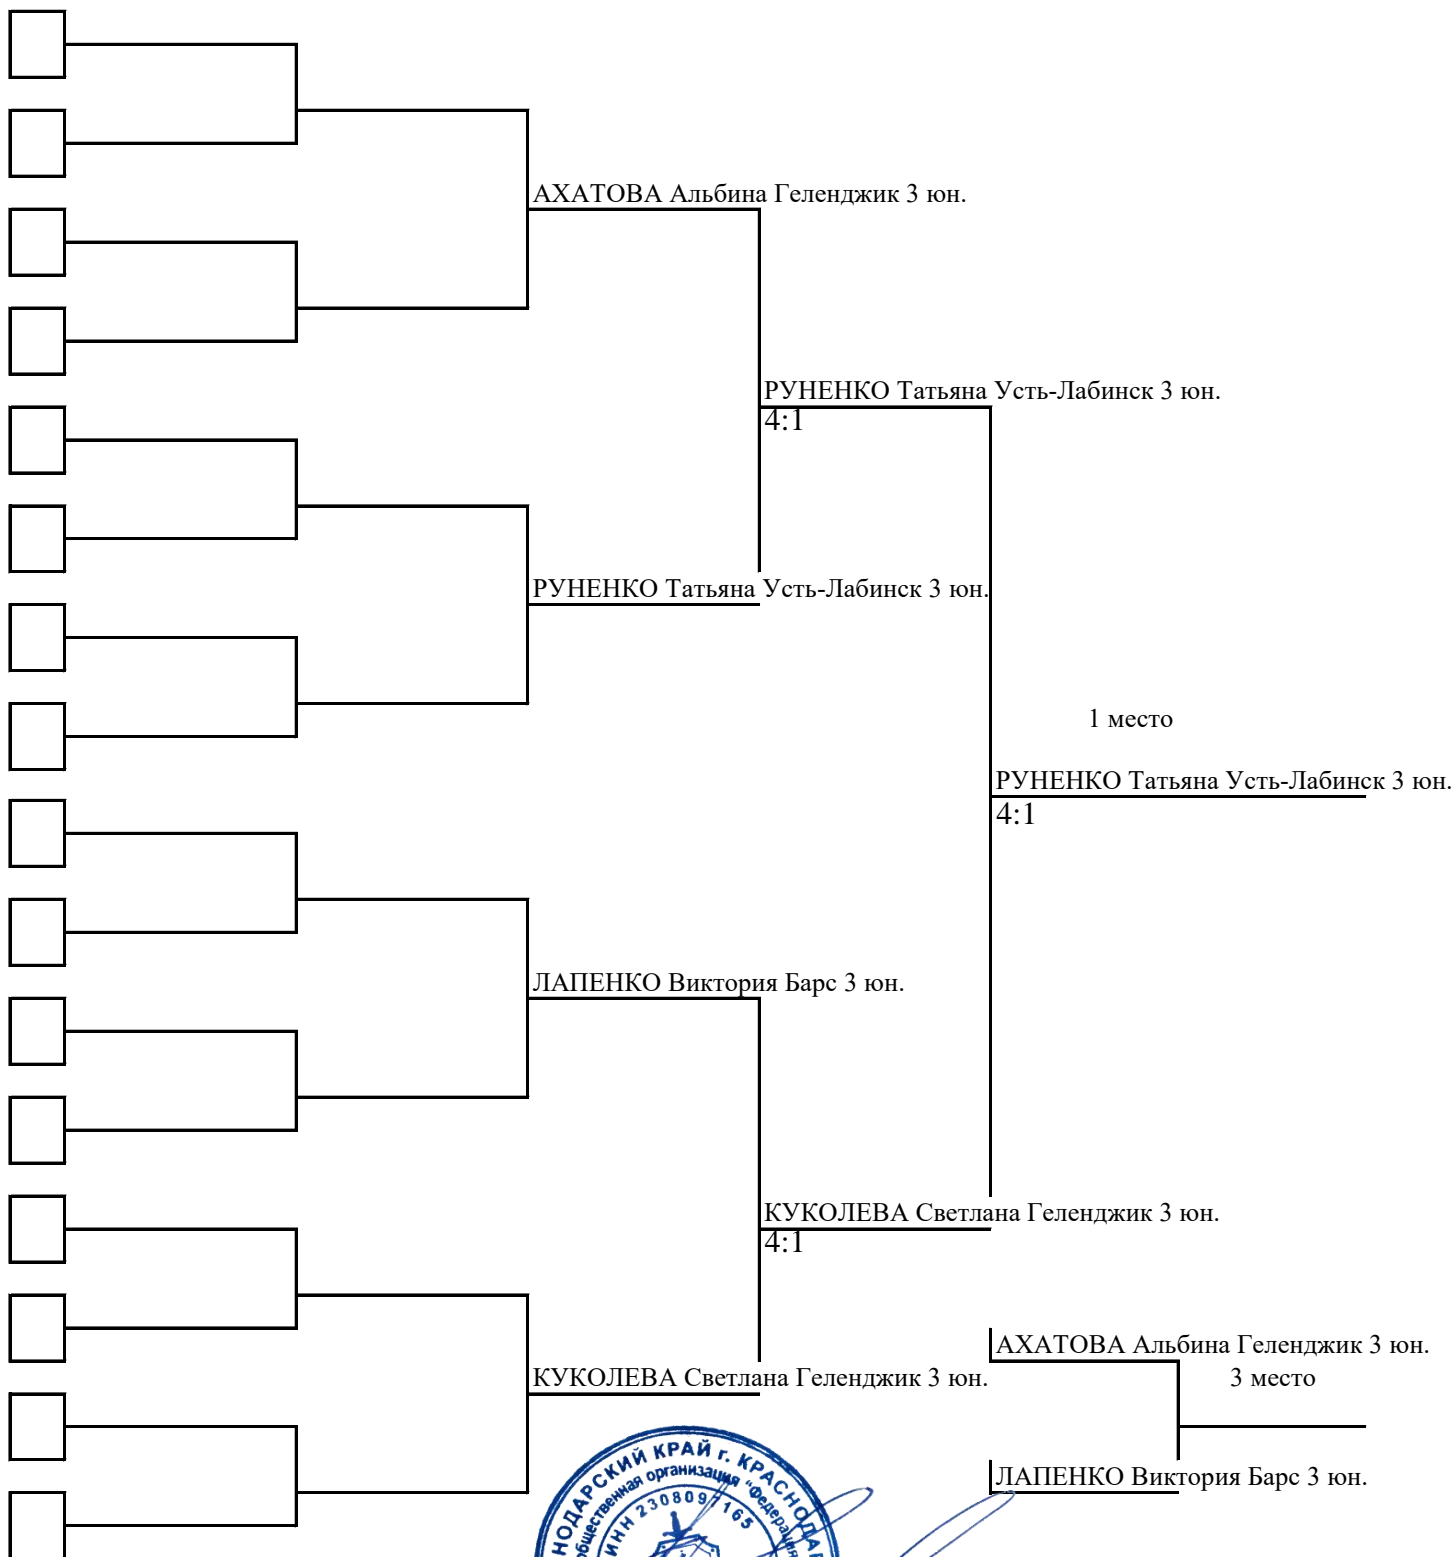 АХАТОВА Альбина Геленджик 3 юн.
РУНЕНКО Татьяна Усть-Лабинск 3 юн.
4:1
РУНЕНКО Татьяна Усть-Лабинск 3 юн.
1 место
РУНЕНКО Татьяна Усть-Лабинск 3 юн.
4:1
ЛАПЕНКО Виктория Барс 3 юн.
КУКОЛЕВА Светлана Геленджик 3 юн.
4:1
АХАТОВА Альбина Геленджик 3 юн.
КУКОЛЕВА Светлана Геленджик 3 юн.
3 место
ЛАПЕНКО Виктория Барс 3 юн.
КРАЙ г.
общественная организация "Федерация
ИНН 2308097165